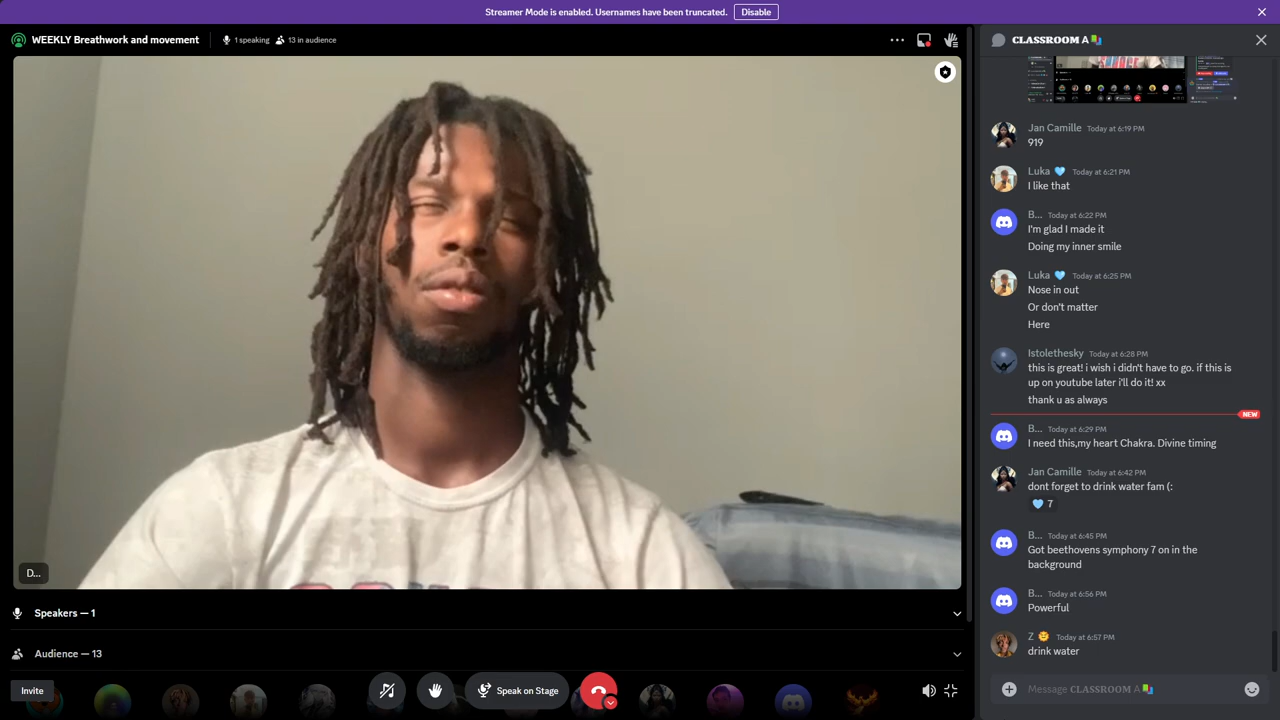 Streamer Mode is enabled. Usernames have been truncated. Disable
WEEKLY Breathwork and movement 1 speaking 13 in audience
D...
Speakers — 1
Audience — 13
Invite
Speak on Stage
CLASSROOM A
Jan Camille Today at 6:19 PM
919
Luka Today at 6:21 PM
I like that
B... Today at 6:22 PM
I'm glad I made it
Doing my inner smile
Luka Today at 6:25 PM
Nose in out
Or don't matter
Here
Istolethesky Today at 6:28 PM
this is great! i wish i didn't have to go. if this is
up on youtube later i'll do it! xx
thank u as always
NEW
B... Today at 6:29 PM
I need this,my heart Chakra. Divine timing
Jan Camille Today at 6:42 PM
dont forget to drink water fam (:
7
B... Today at 6:45 PM
Got beethovens symphony 7 on in the
background
B... Today at 6:56 PM
Powerful
Z Today at 6:57 PM
drink water
Message CLASSROOM A